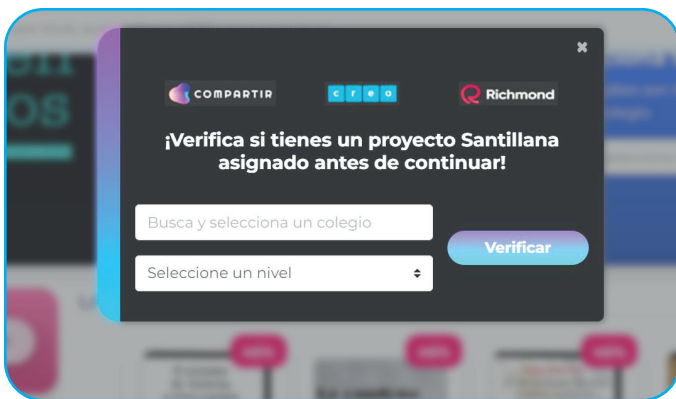 COMPARTIR
creo
Richmond
¡Verifica si tienes un proyecto Santillana
asignado antes de continuar!
Busca y selecciona un colegio
Verificar
Seleccione un nivel